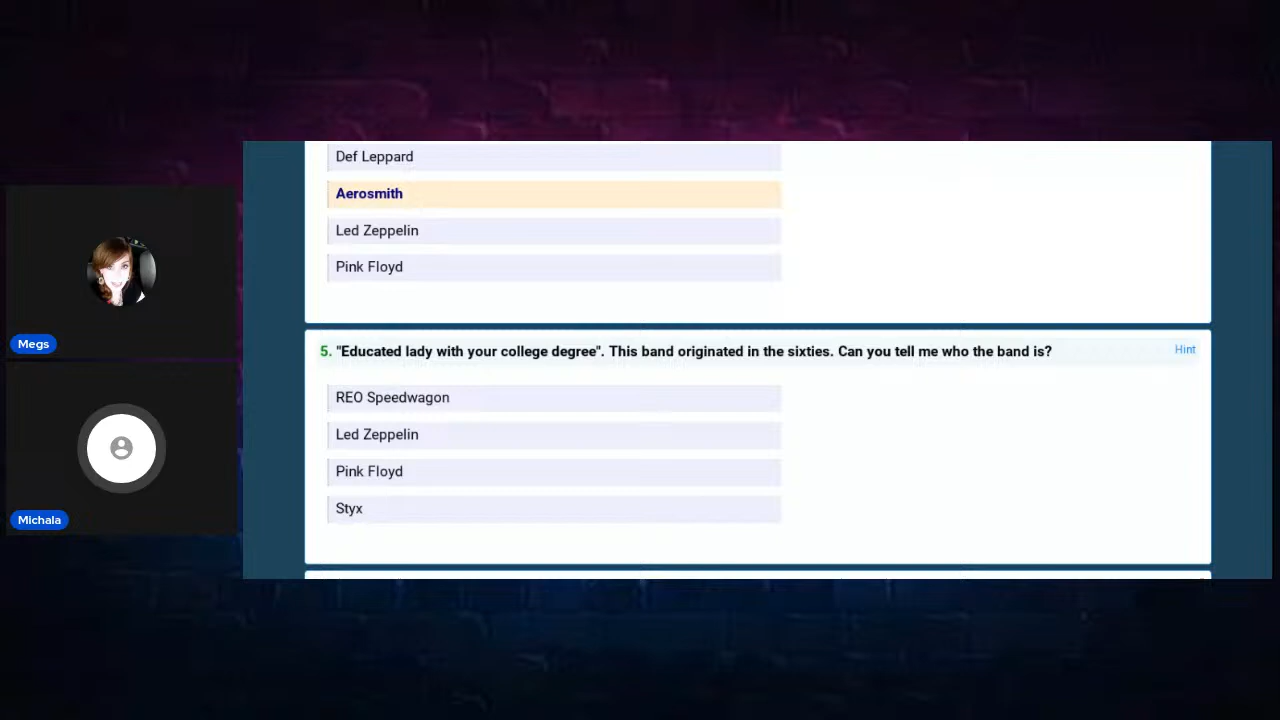 Def Leppard
Aerosmith
Led Zeppelin
Pink Floyd
5. "Educated lady with your college degree". This band originated in the sixties. Can you tell me who the band is?
Hint
REO Speedwagon
Led Zeppelin
Pink Floyd
Styx
Megs
Michala